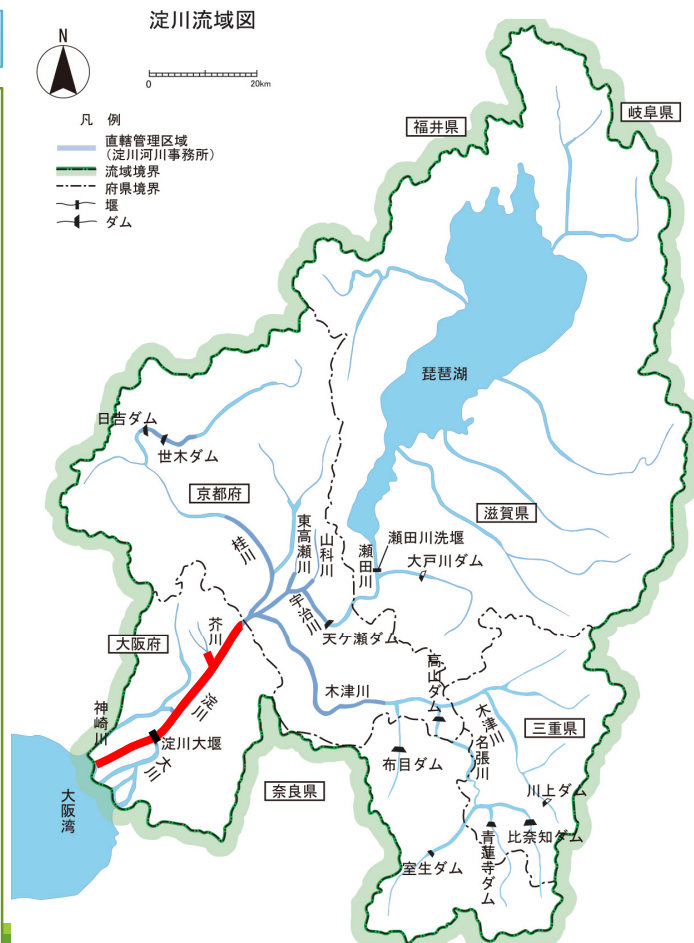 淀川流域図
N
0
20km
凡 例
直轄管理区域
(淀川河川事務所)
流域境界
府県境界
堰
ダム
福井県
岐阜県
琵琶湖
日吉ダム
世木ダム
京都府
滋賀県
桂川
東高瀬川
山科川
瀬田川
瀬田川洗堰
大戸川ダム
宇治川
天ケ瀬ダム
大阪府
芥川
淀川
神崎川
淀川大堰
大川
大阪湾
木津川
高山ダム
木津川
三重県
名張川
布目ダム
奈良県
川上ダム
比奈知ダム
青蓮寺ダム
室生ダム